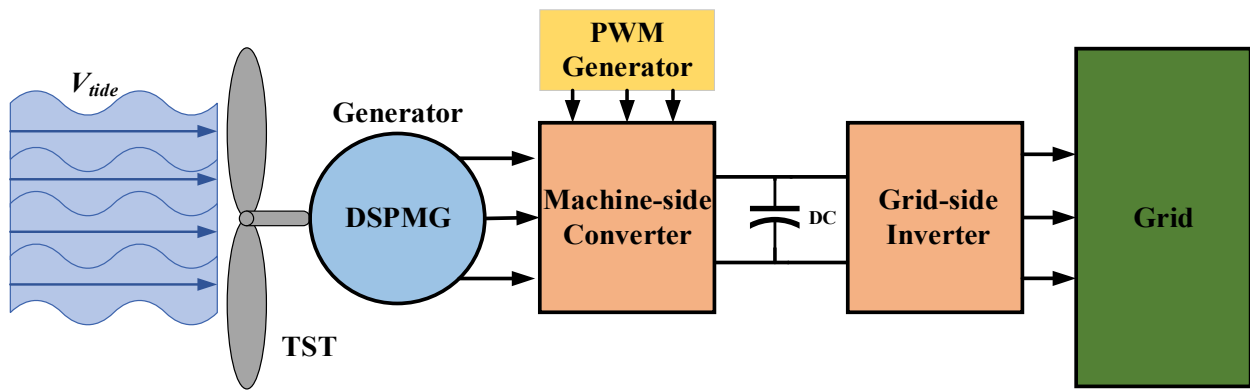 V_tide
TST
Generator
DSPMG
PWM
Generator
Machine-side
Converter
DC
Grid-side
Inverter
Grid